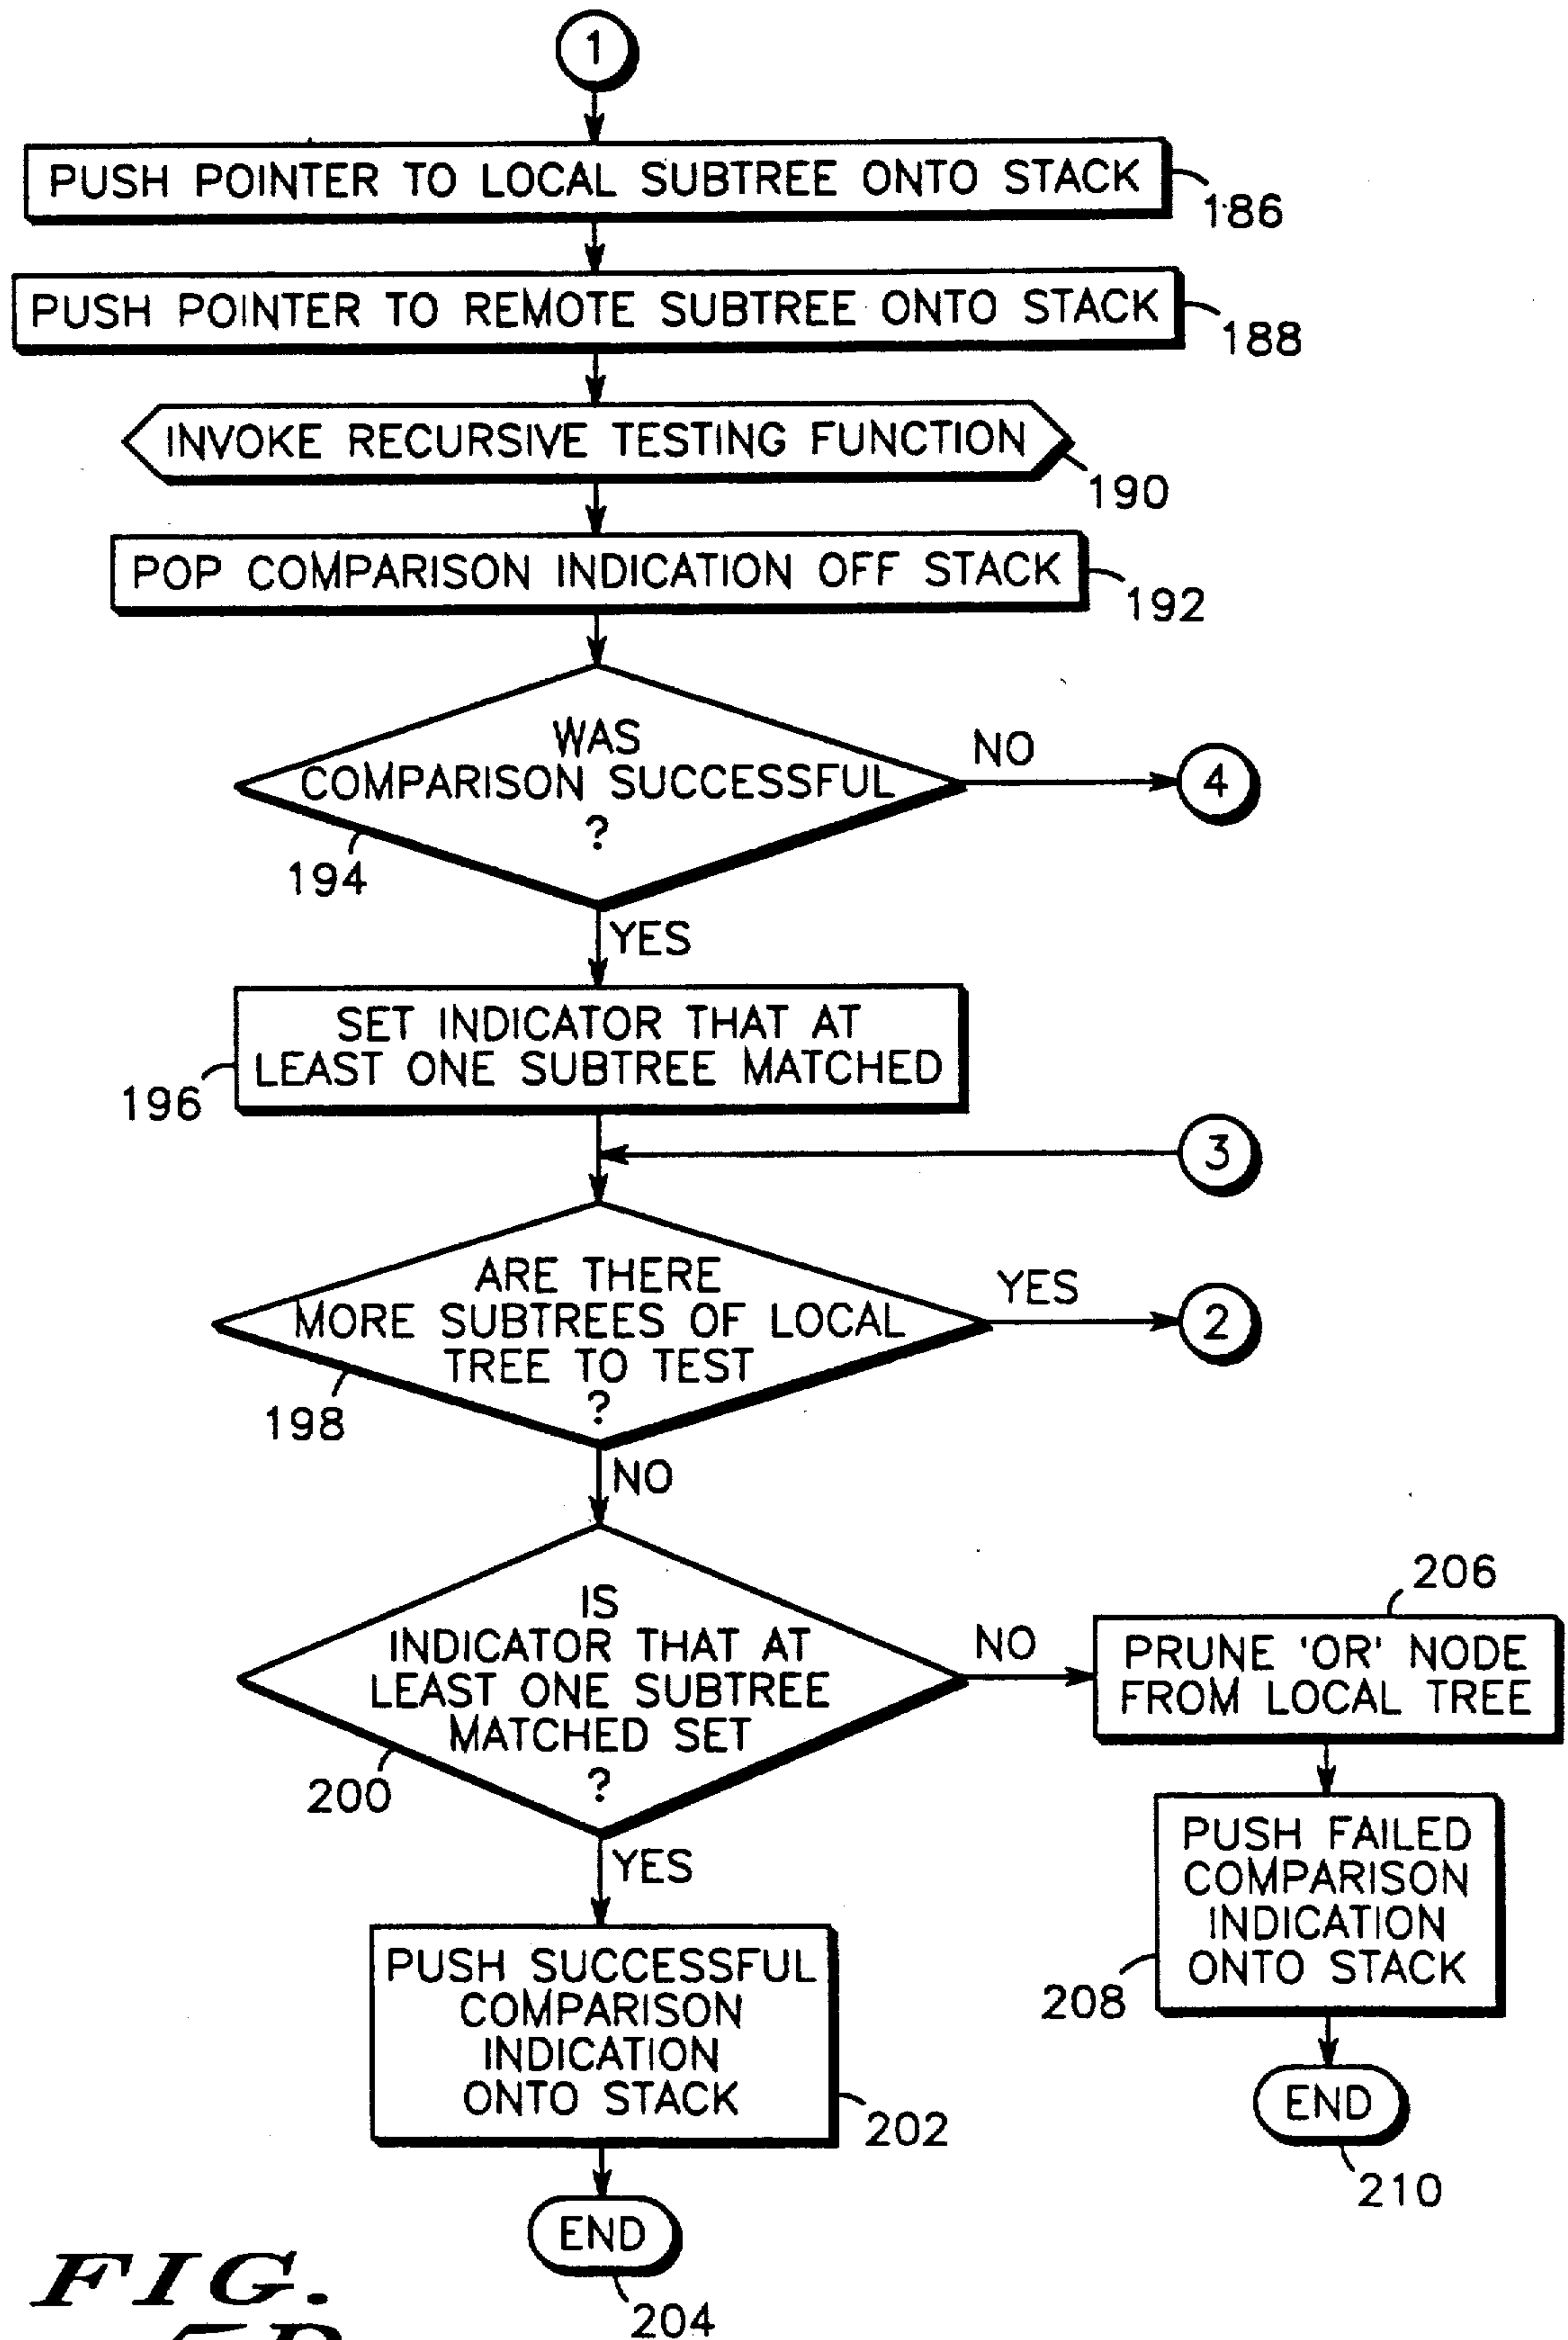 1
PUSH POINTER TO LOCAL SUBTREE ONTO STACK
186
PUSH POINTER TO REMOTE SUBTREE ONTO STACK
188
INVOKE RECURSIVE TESTING FUNCTION
190
POP COMPARISON INDICATION OFF STACK
192
WAS
COMPARISON SUCCESSFUL
?
194
NO
4
YES
SET INDICATOR THAT AT
LEAST ONE SUBTREE MATCHED
196
3
ARE THERE
MORE SUBTREES OF LOCAL
TREE TO TEST
?
198
YES
2
NO
IS
INDICATOR THAT AT
LEAST ONE SUBTREE
MATCHED SET
?
200
NO
206
PRUNE 'OR' NODE
FROM LOCAL TREE
YES
PUSH FAILED
COMPARISON
INDICATION
ONTO STACK
208
PUSH SUCCESSFUL
COMPARISON
INDICATION
ONTO STACK
202
END
210
END
204
FIG.